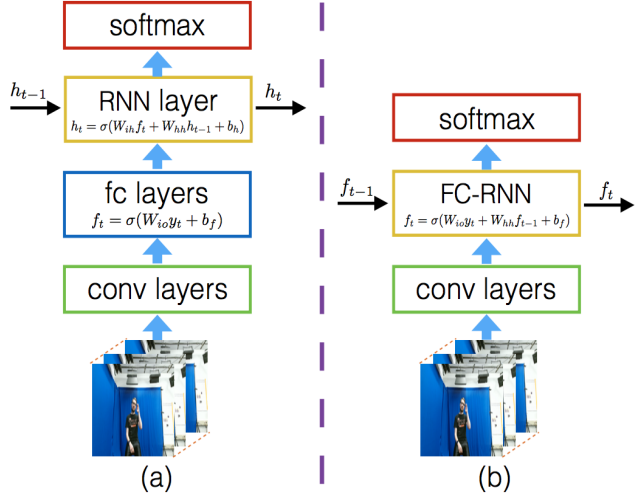 softmax
h_{t-1}
RNN layer
h_t
h_t = σ(W_{ih}f_t + W_{hh}h_{t-1} + b_h)
fc layers
f_t = σ(W_{io}y_t + b_f)
conv layers
(a)
softmax
f_{t-1}
FC-RNN
f_t
f_t = σ(W_{io}y_t + W_{hh}f_{t-1} + b_f)
conv layers
(b)